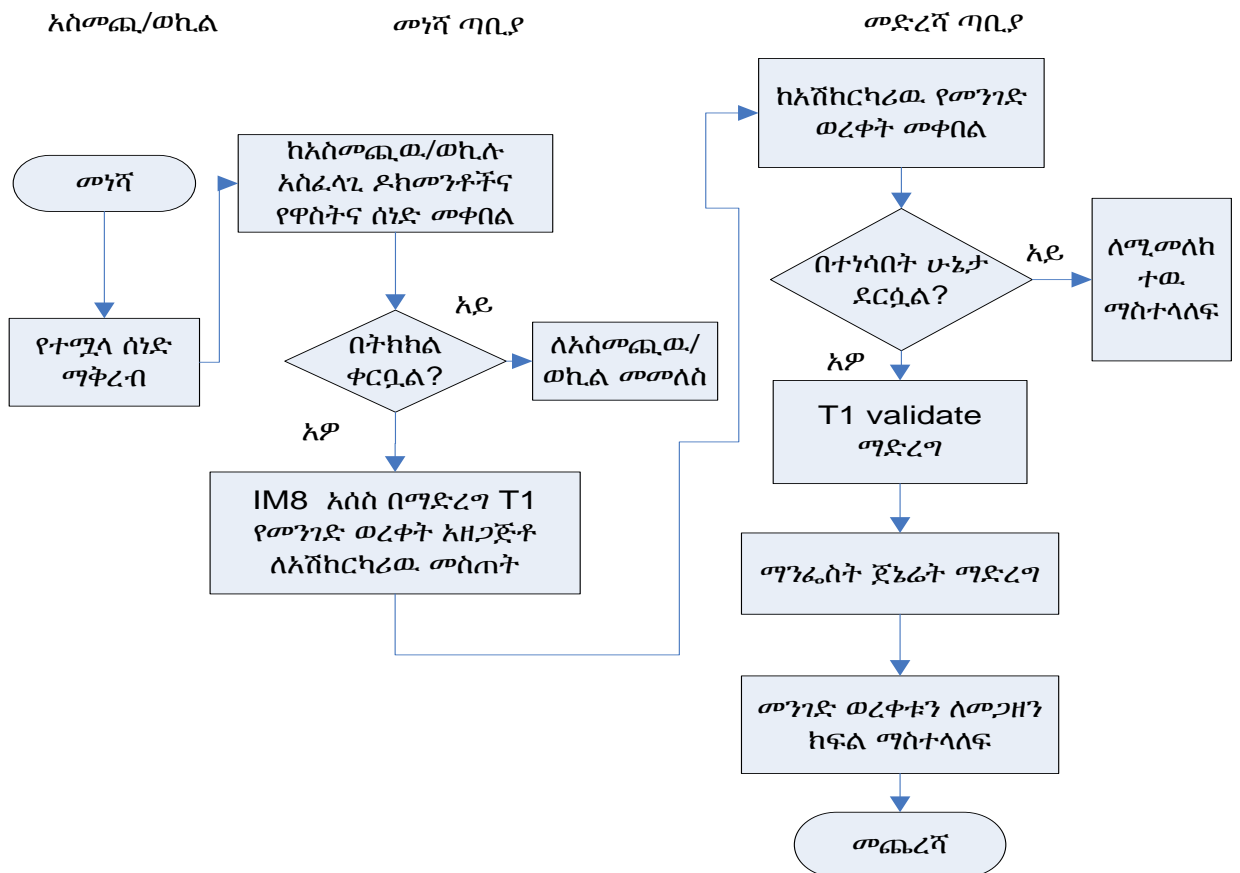 አስመጪ/ወኪል
መነሻ ጣቢያ
መድረሻ ጣቢያ
መነሻ
የተሟላ ሰነድ
ማቅረብ
ከአስመጪዉ/ወኪሉ
አስፈላጊ ዶክመንቶችና
የዋስትና ሰነድ መቀበል
በትክክል
ቀርቧል?
አይ
ለአስመጪዉ/
ወኪል መመለስ
አዎ
IM8 አሰስ በማድረግ T1
የመንገድ ወረቀት አዘጋጅቶ
ለአሽከርካሪዉ መስጠት
ከአሽከርካሪዉ የመንገድ
ወረቀት መቀበል
በተነሳበት ሁኔታ
ደርሷል?
አይ
ለሚመለከ
ተዉ
ማስተላለፍ
አዎ
T1 validate
ማድረግ
ማንፌስት ጀኔሬት ማድረግ
መንገድ ወረቀቱን ለመጋዘን
ክፍል ማስተላለፍ
መጨረሻ